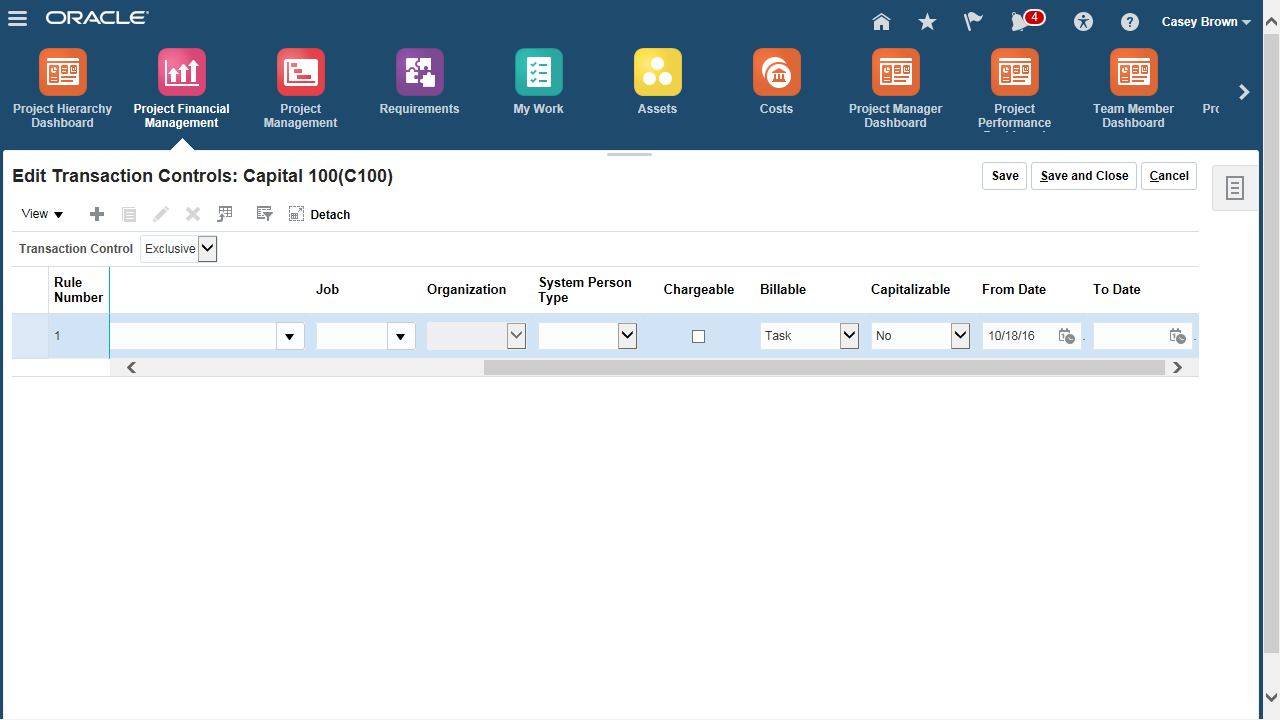 ORACLE
4
Casey Brown
Project Hierarchy
Dashboard
Project Financial
Management
Project
Management
Requirements
My Work
Assets
Costs
Project Manager
Dashboard
Project
Performance
Team Member
Dashboard
Edit Transaction Controls: Capital 100(C100)
Save
Save and Close
Cancel
View
Detach
Transaction Control Exclusive
Rule
Number
Job
Organization
System Person
Type
Chargeable
Billable
Capitalizable
From Date
To Date
1
Task
No
10/18/16